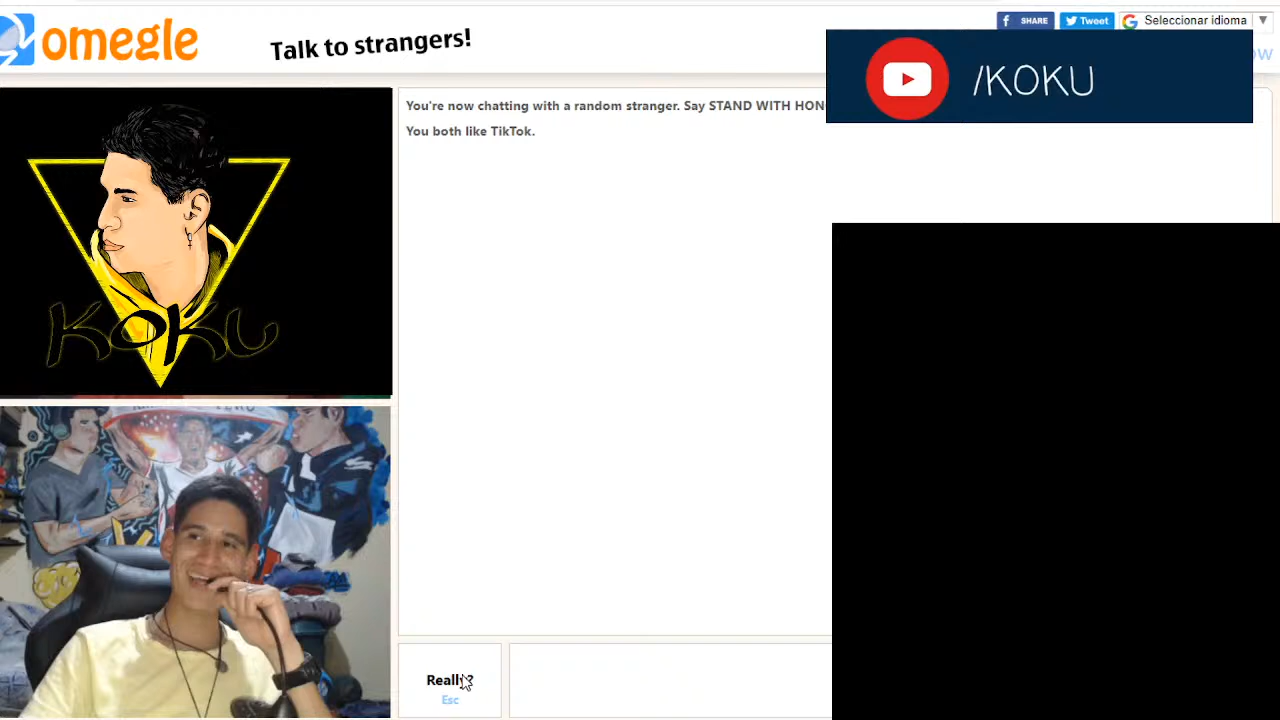 omegle
Talk to strangers!
SHARE
Tweet
Seleccionar idioma
/KOKU
You're now chatting with a random stranger. Say STAND WITH HON
You both like TikTok.
KOKU
Really?
Esc